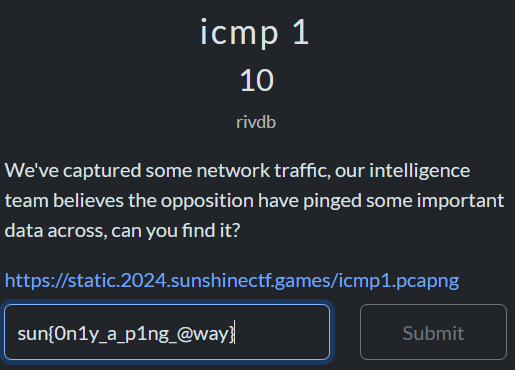 icmp 1
10
rivdb
We've captured some network traffic, our intelligence
team believes the opposition have pinged some important
data across, can you find it?
https://static.2024.sunshinectf.games/icmp1.pcapng
sun{0n1y_a_p1ng_@way} Submit